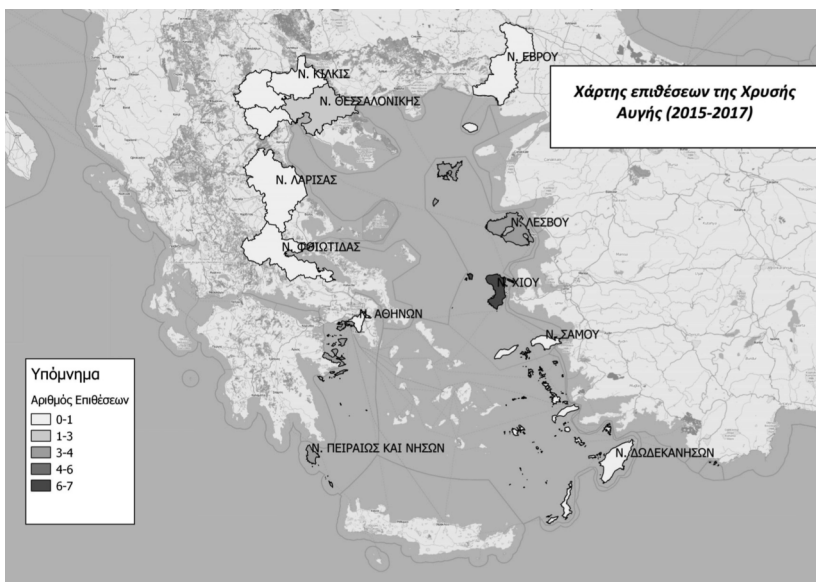 Χάρτης επιθέσεων της Χρυσής
Αυγής (2015-2017)
Ν. ΕΒΡΟΥ
Ν. ΚΙΛΚΙΣ
Ν. ΘΕΣΣΑΛΟΝΙΚΗΣ
Ν. ΛΑΡΙΣΑΣ
Ν. ΛΕΣΒΟΥ
Ν. ΦΘΙΩΤΙΔΑΣ
Ν. ΧΙΟΥ
Ν. ΑΘΗΝΩΝ
Ν. ΣΑΜΟΥ
Ν. ΠΕΙΡΑΙΩΣ ΚΑΙ ΝΗΣΩΝ
Ν. ΔΩΔΕΚΑΝΗΣΩΝ
Υπόμνημα
Αριθμός Επιθέσεων
0-1
1-3
3-4
4-6
6-7